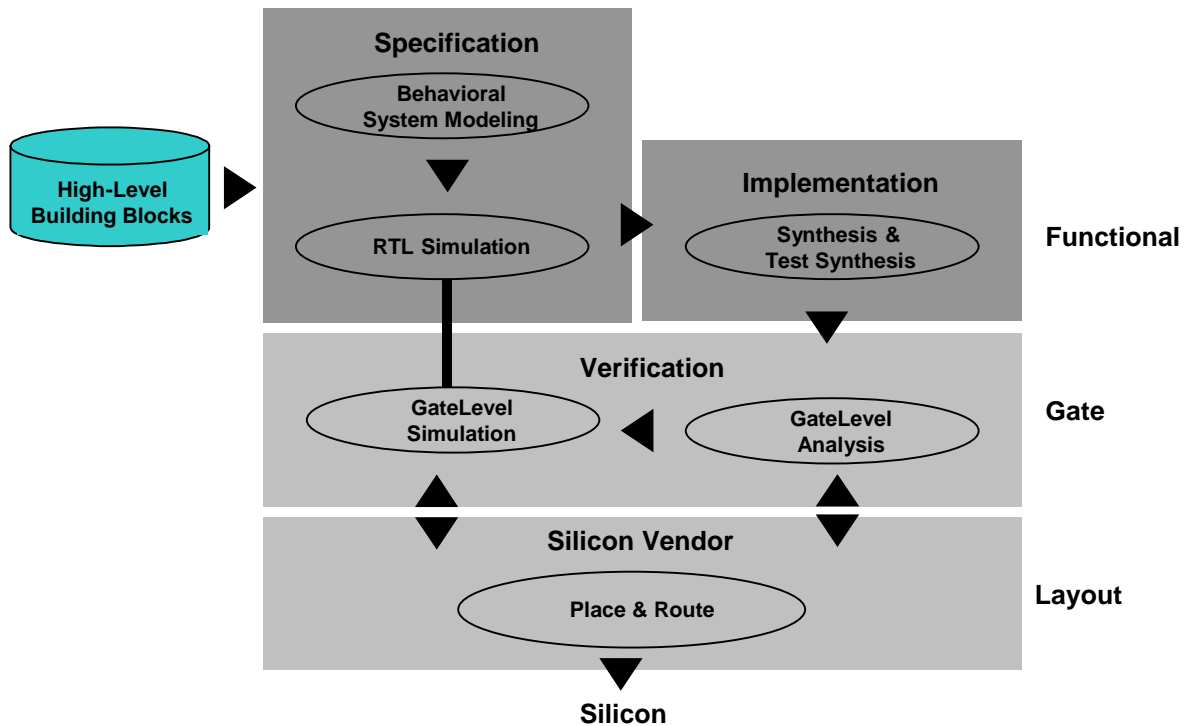 Specification
Behavioral
System Modeling
High-Level
Building Blocks
RTL Simulation
Implementation
Synthesis &
Test Synthesis
Functional
Verification
GateLevel
Simulation
GateLevel
Analysis
Gate
Silicon Vendor
Place & Route
Layout
Silicon